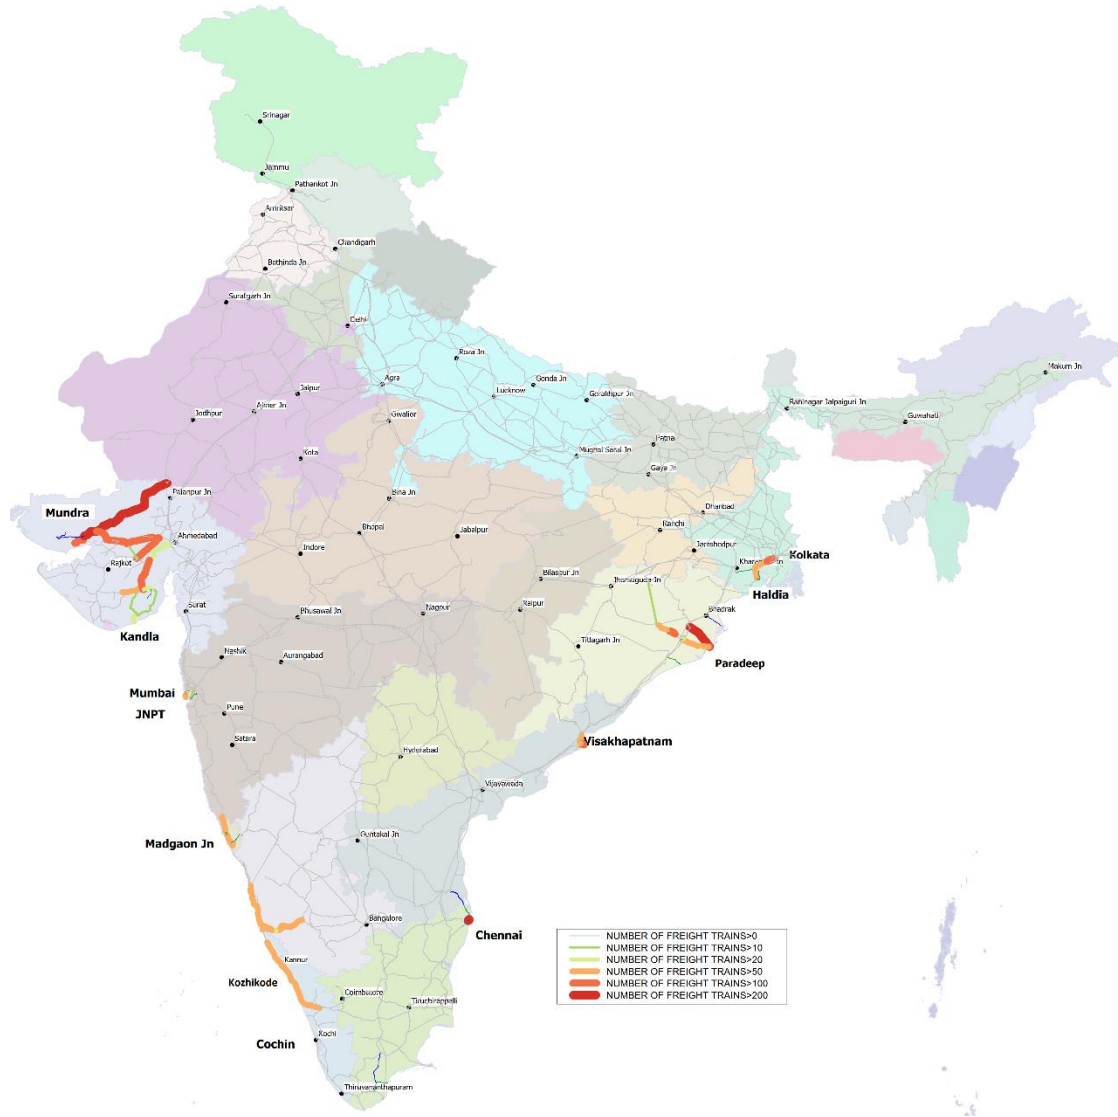 Srinagar
Jammu
Pathankot Jn
Amritsar
Chandigarh
Bathinda Jn
Suratgarh Jn
Delhi
Rozai Jn
Agra
Gonda Jn
Lucknow
Gorakhpur Jn
Makum Jn
Jaipur
Ajmer Jn
Jodhpur
Gwalior
Raninagar Jalpaiguri Jn
Guwahati
Kota
Mughal Sarai Jn
Patna
Gaya Jn
Palanpur Jn
Bina Jn
Mundra
Dhanbad
Ranchi
Bhopal
Jabalpur
Ahmedabad
Indore
Jamshedpur
Kolkata
Rajkot
Bilaspur Jn
Jharsuguda Jn
Haldia
Surat
Bhusawal Jn
Nagpur
Raipur
Bhadrak
Kandla
Titlagarh Jn
Nashik
Aurangabad
Paradeep
Mumbai
JNPT
Pune
Satara
Hyderabad
Visakhapatnam
Vijayawada
Madgaon Jn
Guntakal Jn
Bangalore
Chennai
Kannur
Kozhikode
Coimbatore
Tiruchirappalli
Cochin
Kochi
Thiruvananthapuram
NUMBER OF FREIGHT TRAINS>0
NUMBER OF FREIGHT TRAINS>10
NUMBER OF FREIGHT TRAINS>20
NUMBER OF FREIGHT TRAINS>50
NUMBER OF FREIGHT TRAINS>100
NUMBER OF FREIGHT TRAINS>200